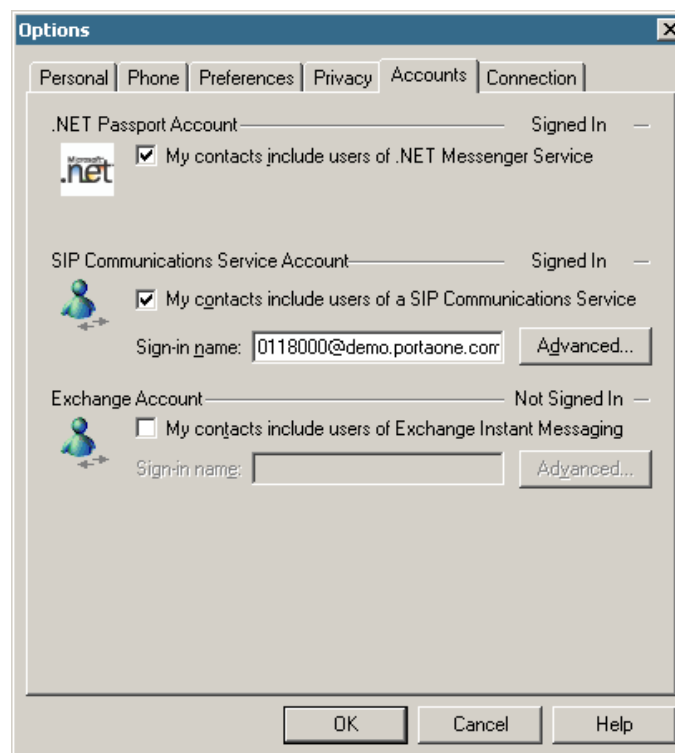 Options
Personal Phone Preferences Privacy Accounts Connection
.NET Passport Account Signed In
Microsoft
.net
My contacts include users of .NET Messenger Service
SIP Communications Service Account Signed In
My contacts include users of a SIP Communications Service
Sign-in name: 0118000@demo.portaone.com Advanced...
Exchange Account Not Signed In
My contacts include users of Exchange Instant Messaging
Sign-in name: Advanced...
OK Cancel Help